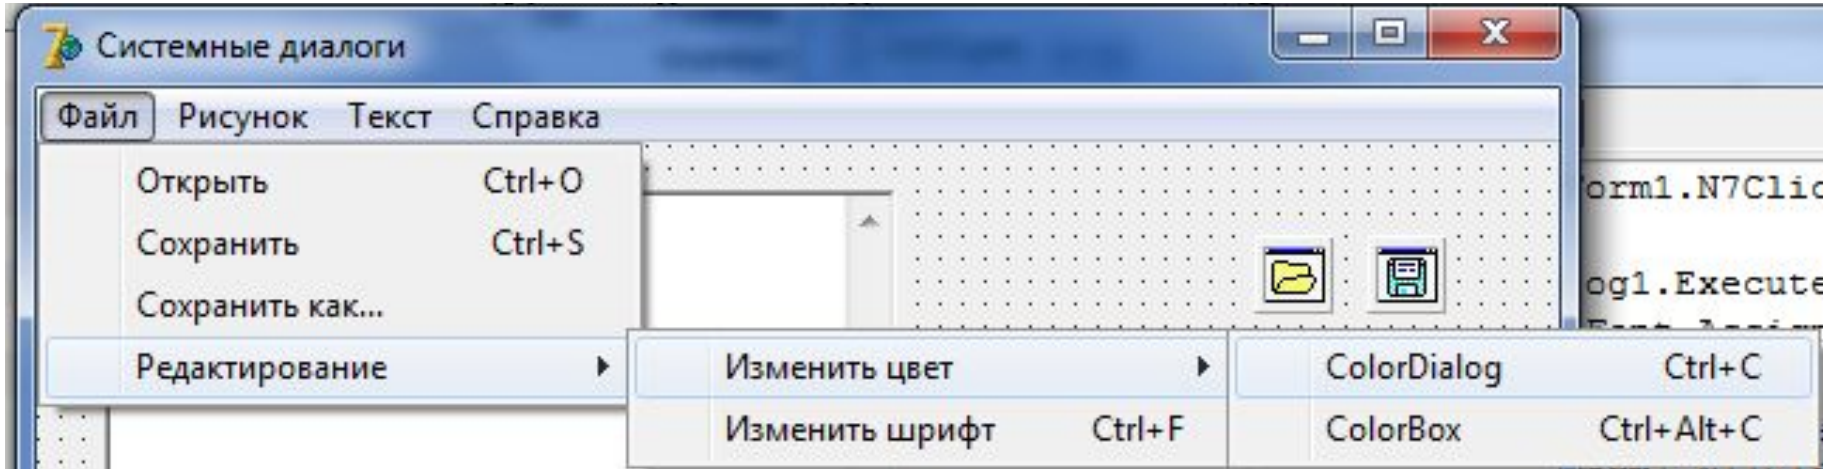 Системные диалоги
Файл Рисунок Текст Справка
Открыть Ctrl+O
Сохранить Ctrl+S
Сохранить как...
Редактирование
Изменить цвет
Изменить шрифт Ctrl+F
ColorDialog Ctrl+C
ColorBox Ctrl+Alt+C
orm1.N7Clic
og1.Execute